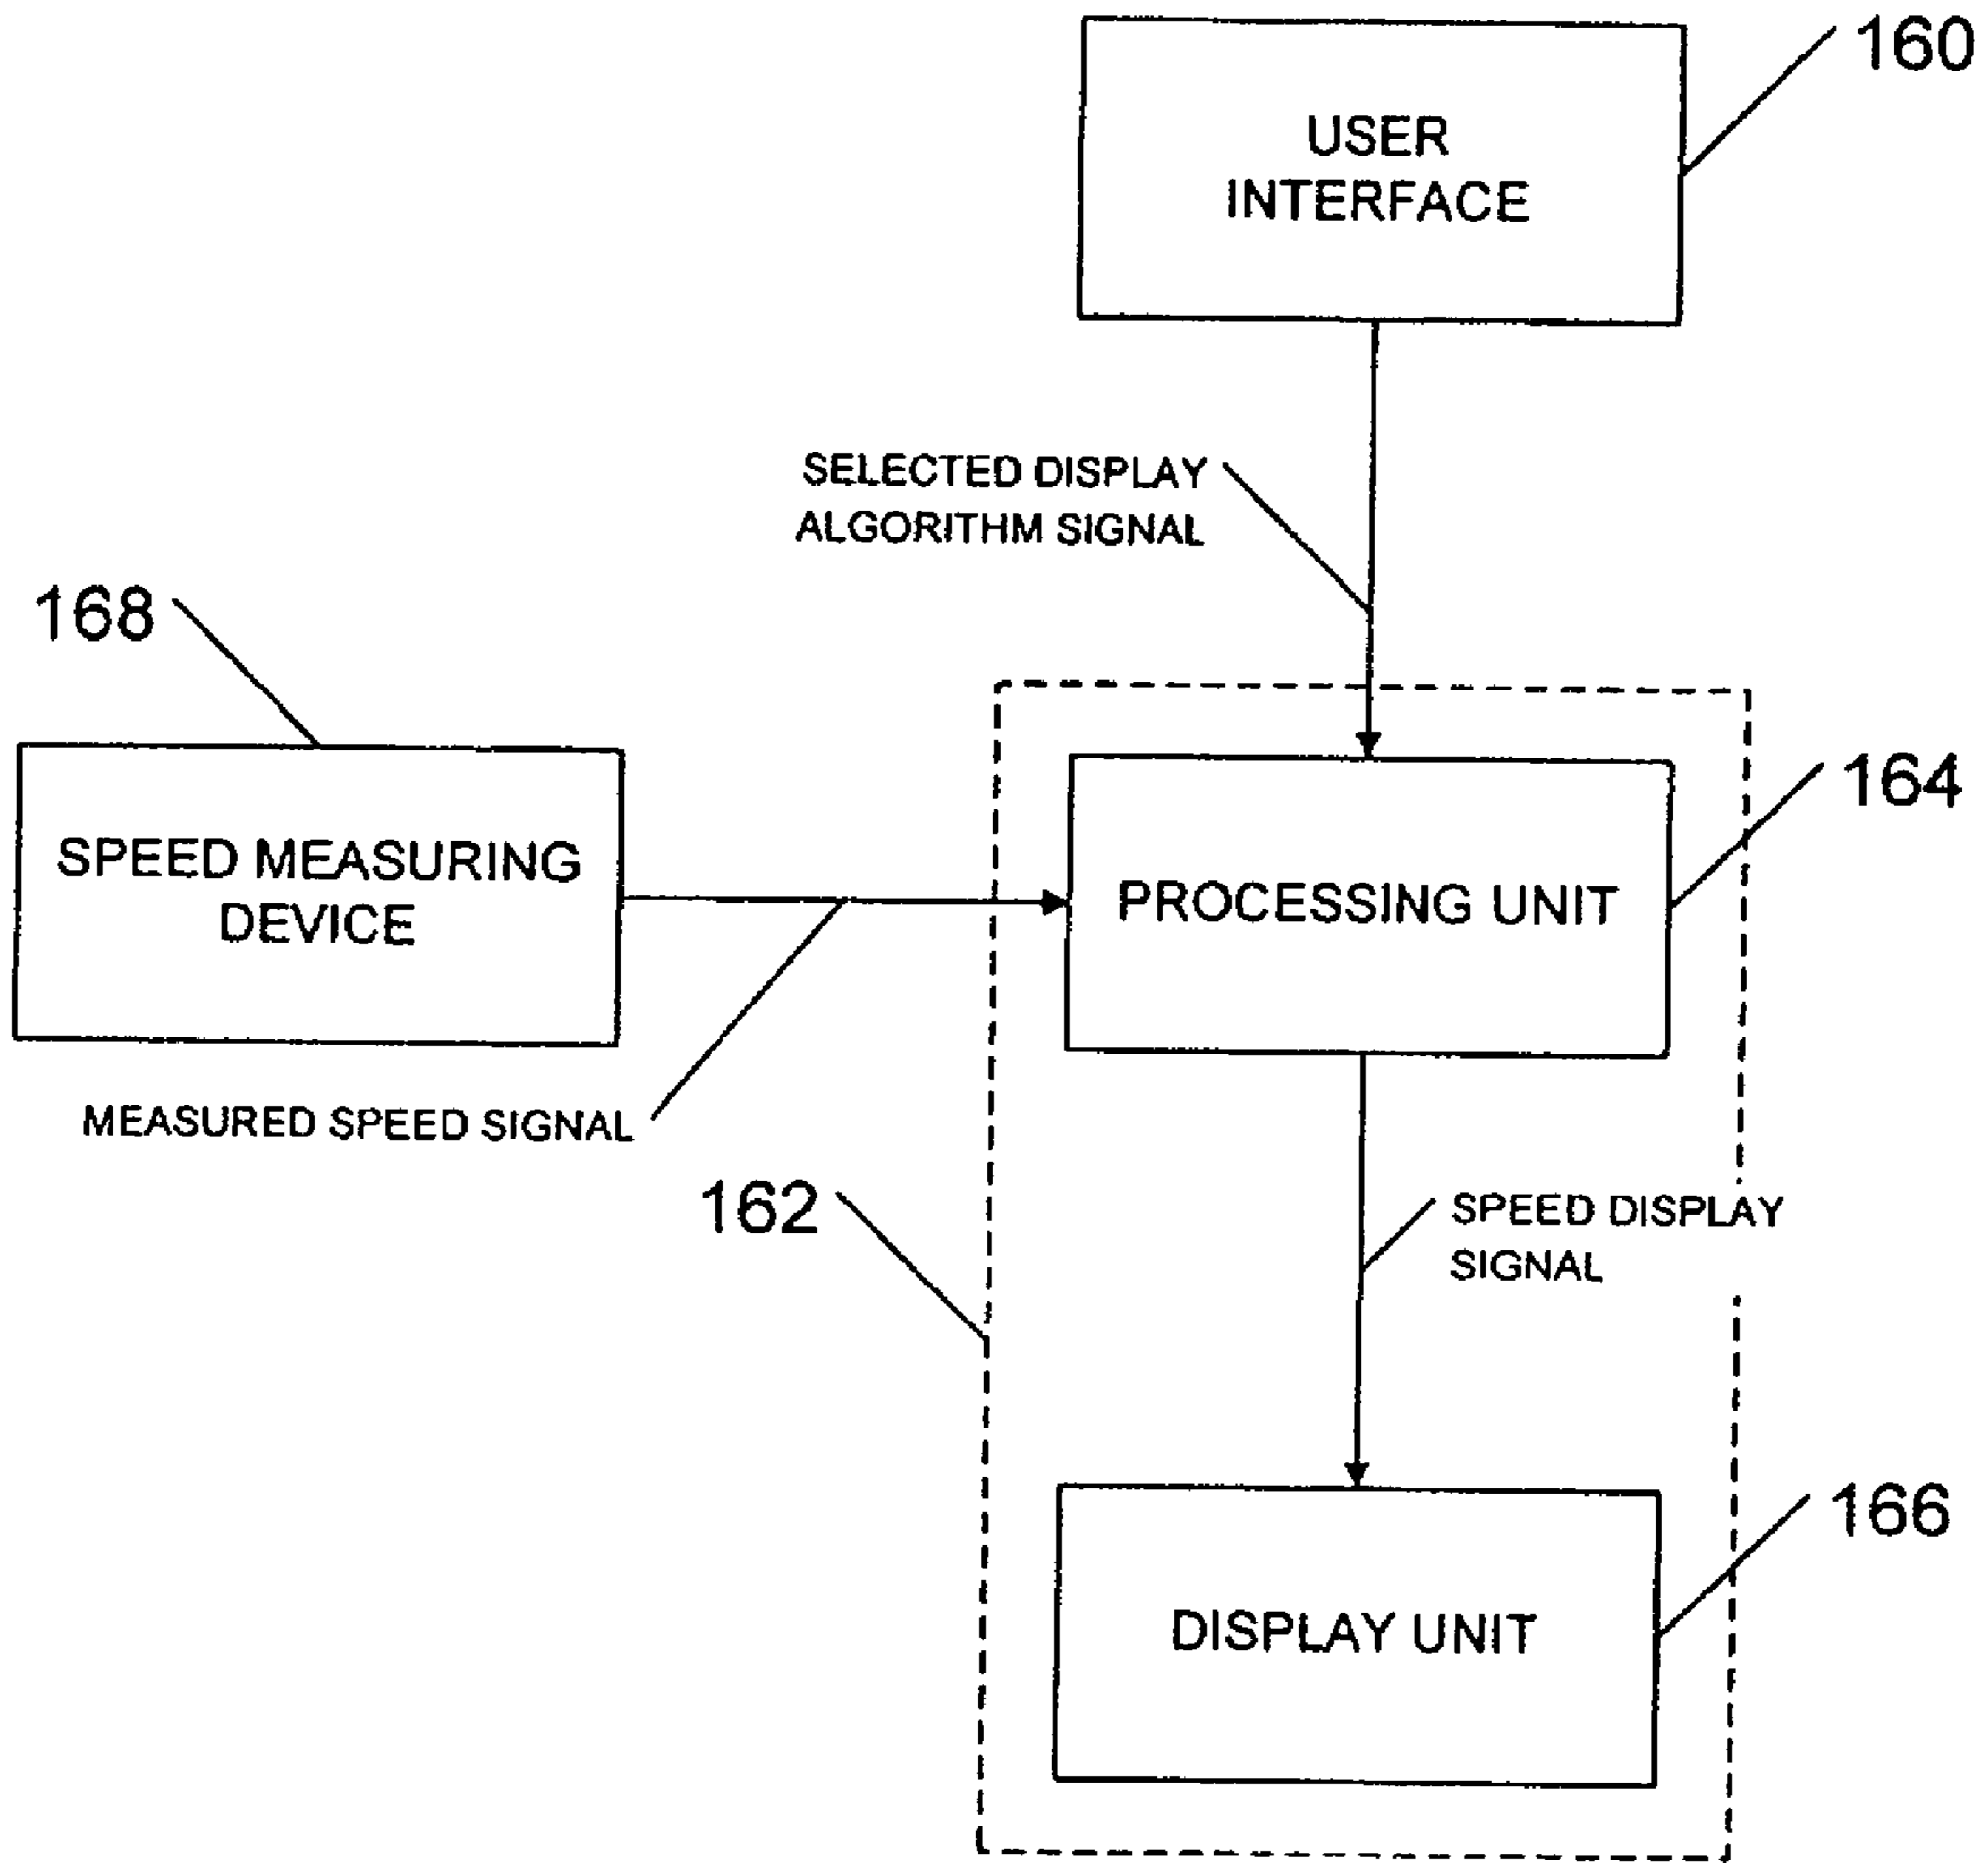 160
USER
INTERFACE
SELECTED DISPLAY
ALGORITHM SIGNAL
168
164
SPEED MEASURING
DEVICE
PROCESSING UNIT
MEASURED SPEED SIGNAL
162
SPEED DISPLAY
SIGNAL
166
DISPLAY UNIT